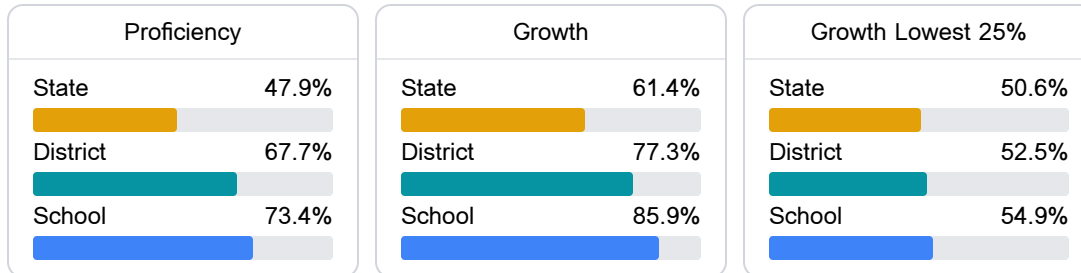 Proficiency
State 47.9%
District 67.7%
School 73.4%
Growth
State 61.4%
District 77.3%
School 85.9%
Growth Lowest 25%
State 50.6%
District 52.5%
School 54.9%